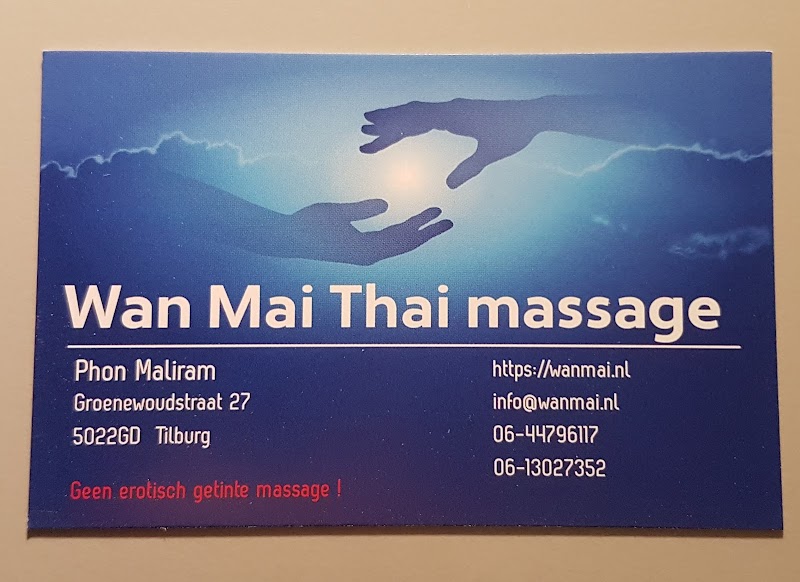 Wan Mai Thai massage
Phon Maliram
Groenewoudstraat 27
5022GD Tilburg
Geen erotisch getinte massage !
https://wanmai.nl
info@wanmai.nl
06-44796117
06-13027352